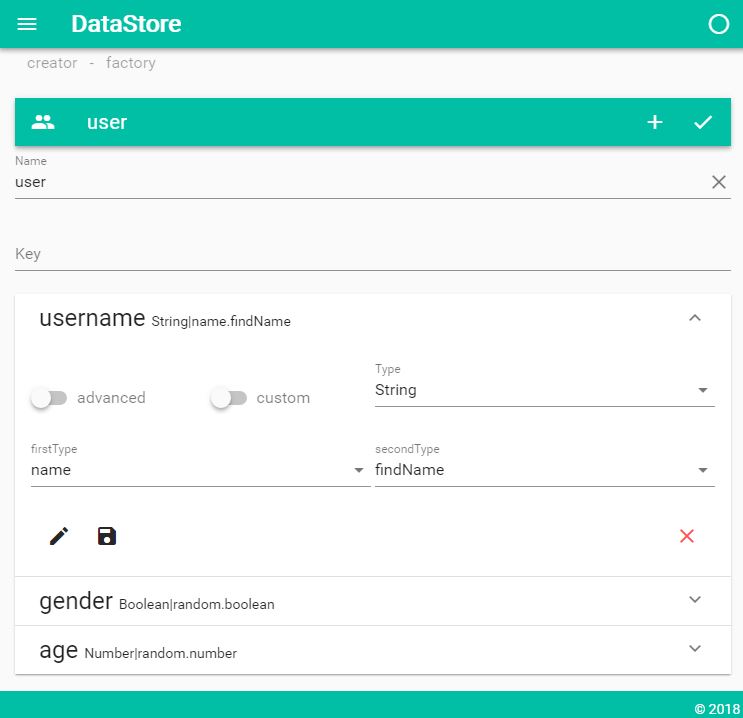 DataStore
creator - factory
user
Name
user
Key
username String|name.findName
Type
advanced custom String
firstType secondType
name findName
gender Boolean|random.boolean
age Number|random.number
© 2018